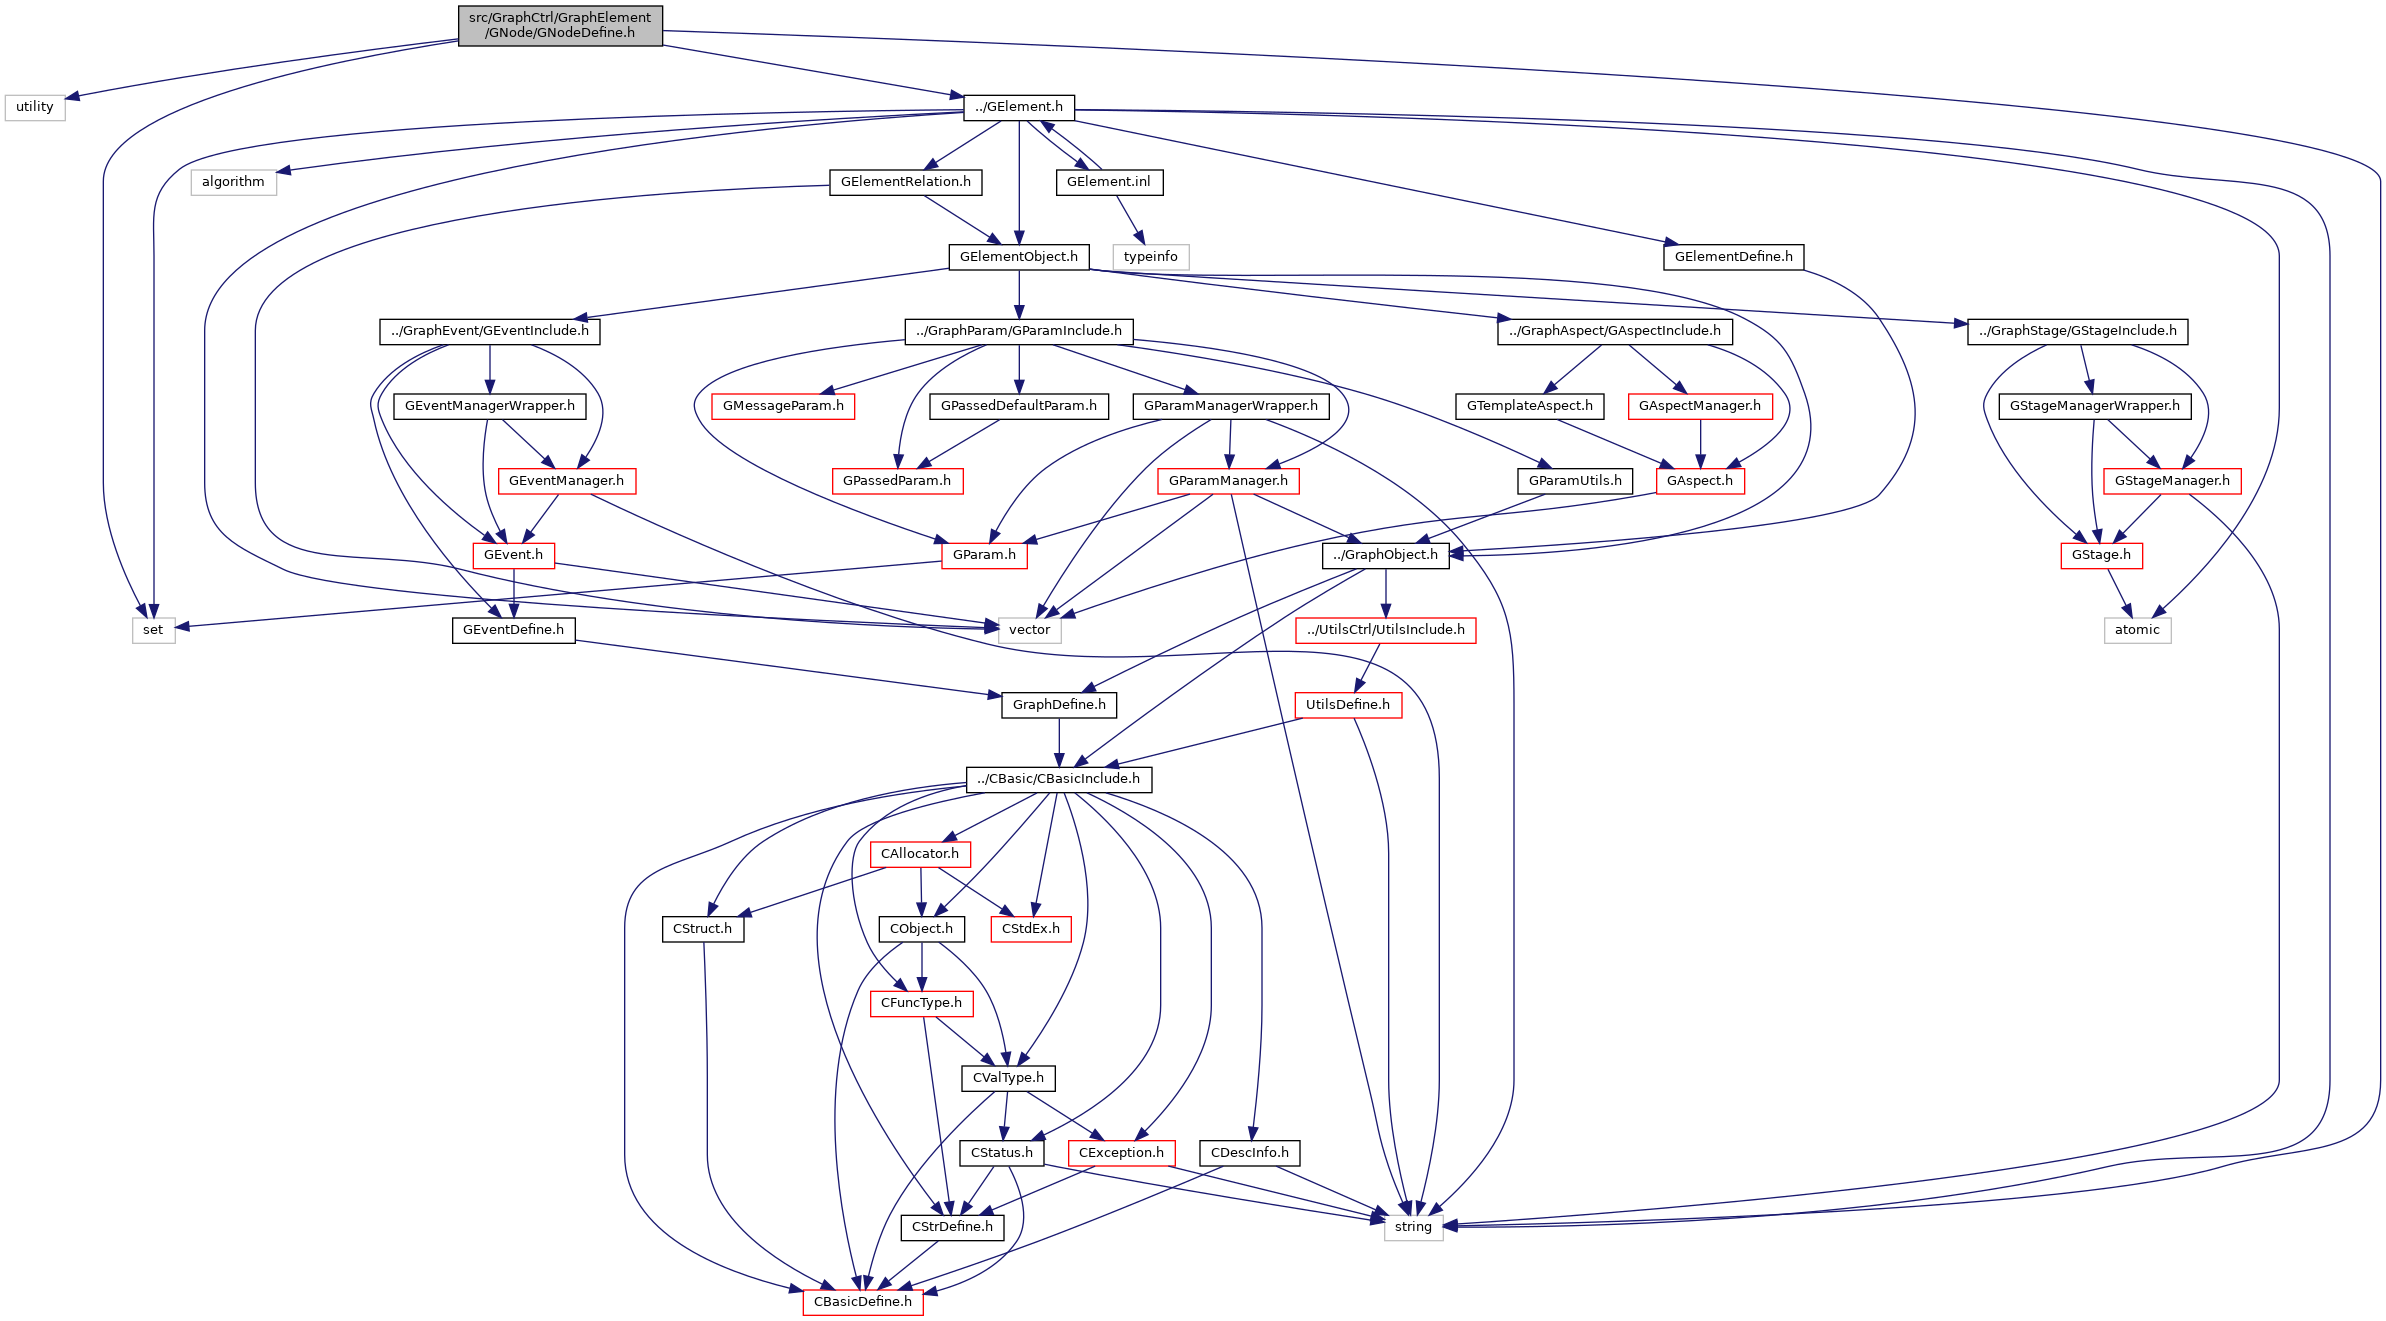 src/GraphCtrl/GraphElement
/GNode/GNodeDefine.h
utility
../GElement.h
algorithm
GElementRelation.h
GElement.inl
GElementObject.h
typeinfo
GElementDefine.h
../GraphEvent/GEventInclude.h
../GraphParam/GParamInclude.h
../GraphAspect/GAspectInclude.h
../GraphStage/GStageInclude.h
GEventManagerWrapper.h
GMessageParam.h
GPassedDefaultParam.h
GParamManagerWrapper.h
GTemplateAspect.h
GAspectManager.h
GStageManagerWrapper.h
GEventManager.h
GPassedParam.h
GParamManager.h
GParamUtils.h
GAspect.h
GStageManager.h
GEvent.h
GParam.h
../GraphObject.h
GStage.h
set
GEventDefine.h
vector
../UtilsCtrl/UtilsInclude.h
atomic
GraphDefine.h
UtilsDefine.h
../CBasic/CBasicInclude.h
CAllocator.h
CStruct.h
CObject.h
CStdEx.h
CFuncType.h
CValType.h
CStatus.h
CException.h
CDescInfo.h
CStrDefine.h
string
CBasicDefine.h